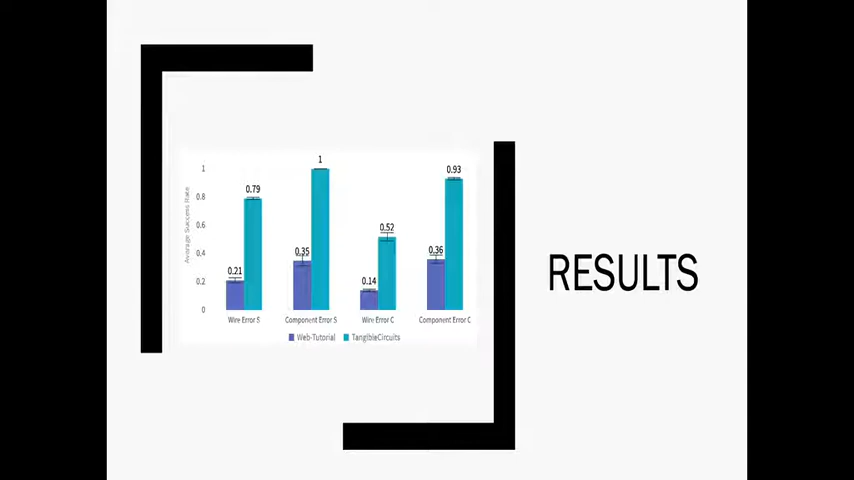 1
0.93
0.79
0.52
0.35
0.36
0.21
0.14
1
0.8
0.6
0.4
0.2
0
Average Success Rate
Wire Error S
Component Error S
Wire Error C
Component Error C
Web-Tutorial
TangibleCircuits
RESULTS